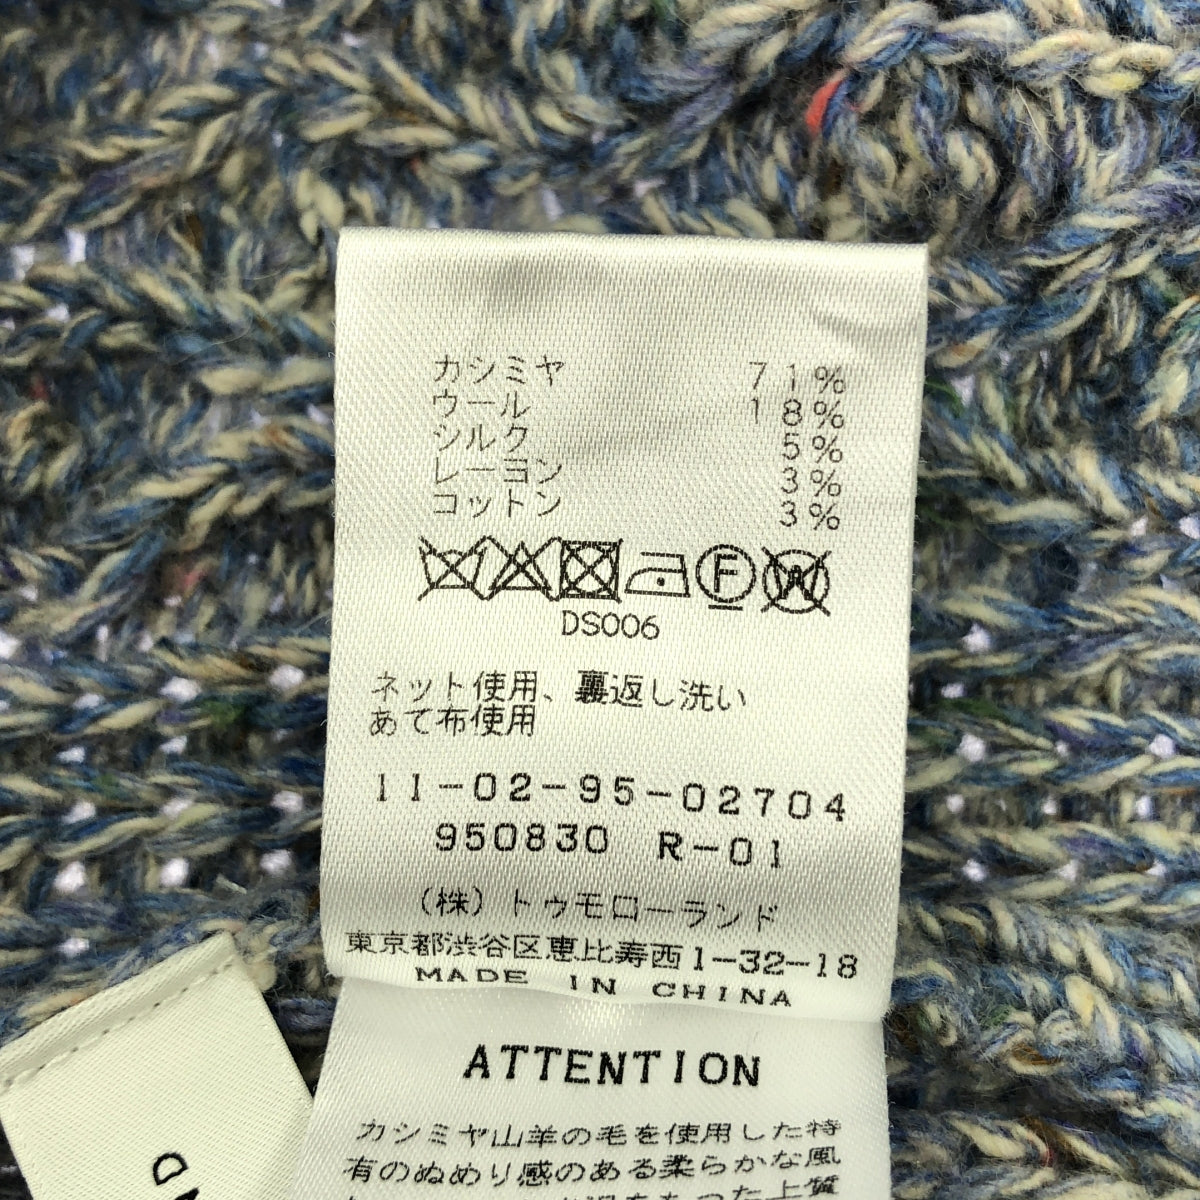 カシミヤ 71%
ウール 18%
シルク 5%
レーヨン 3%
コットン 3%
F W
DS006
ネット使用、裏返し洗い
あて布使用
11-02-95-02704
950830 R-01
(株)トゥモローランド
東京都渋谷区恵比寿西1-32-18
MADE IN CHINA
ATTENTION
カシミヤ山羊の毛を使用した特
有のぬめり感のある柔らかな風